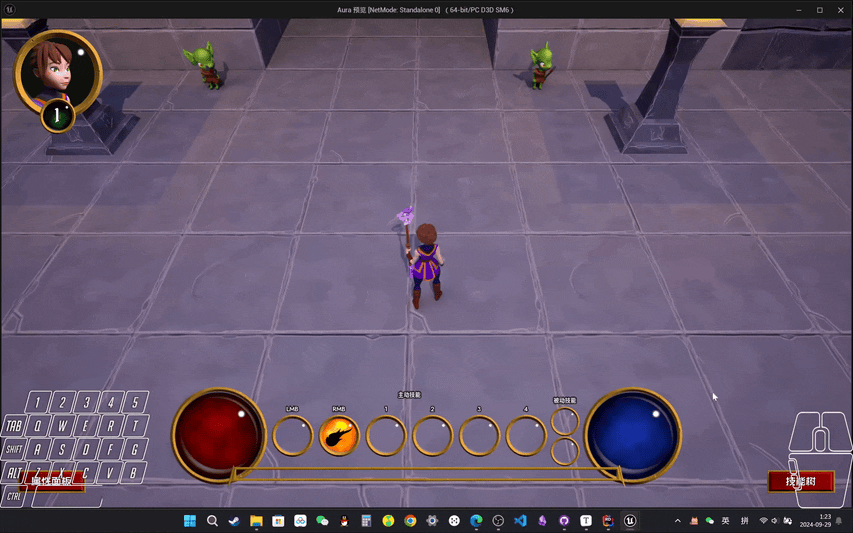 Aura 预览 [NetMode: Standalone 0] ( 64-bit/PC D3D SM6 )
1
主动技能
被动技能
LMB
RMB
1
2
3
4
1 2 3 4 5
TAB Q W E R T
SHIFT A S D F G
ALT Z X C V B
CTRL
属性面板
技能树
英
拼
1:23
2024-09-29